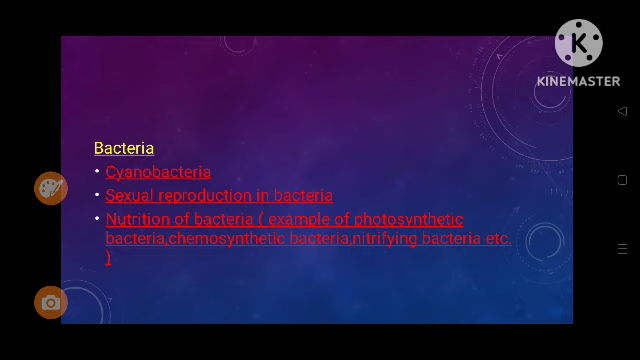 KINEMASTER
Bacteria
• Cyanobacteria
• Sexual reproduction in bacteria
• Nutrition of bacteria ( example of photosynthetic
bacteria,chemosynthetic bacteria,nitrifying bacteria etc.
)